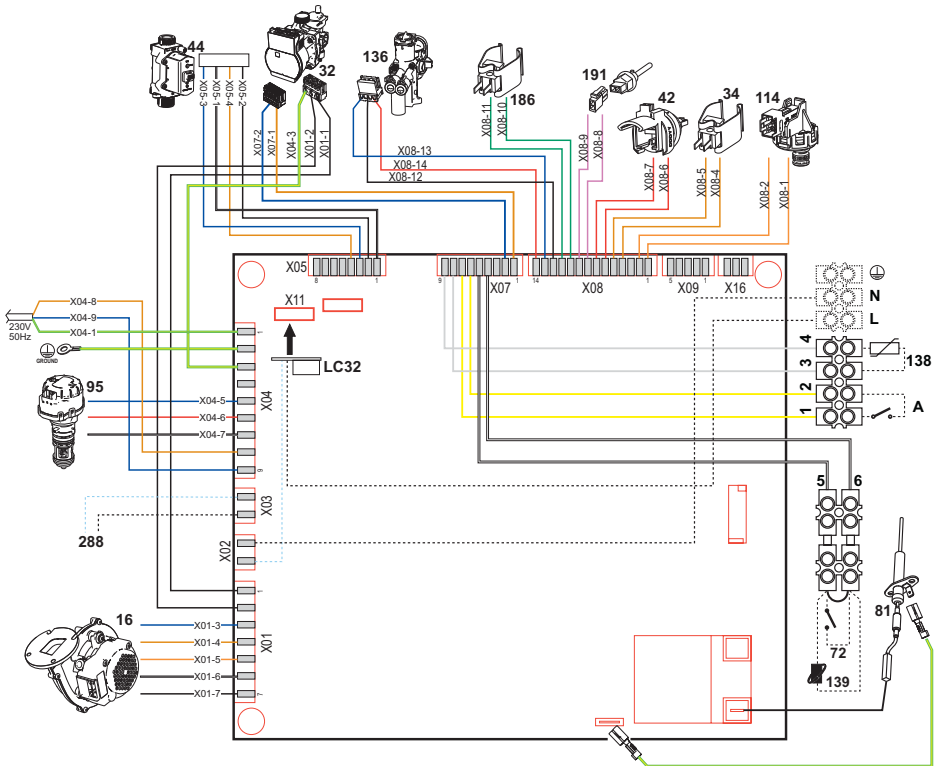 44
X05-3
X05-1
X05-4
X05-2
32
X07-2
X07-1
X04-3
X01-2
X01-1
136
X08-13
X08-14
X08-12
186
X08-11
X08-10
191
X08-9
X08-8
42
X08-7
X08-6
34
X08-5
X08-4
114
X08-2
X08-1
X05
8
1
9
1
X07
14
1
X08
5
1
X09
X16
X11
LC32
N
L
4
3
2
1
138
A
X04-8
X04-9
X04-1
230V
50Hz
GROUND
1
95
X04-5
X04-6
X04-7
X04
9
X03
288
X02
1
16
X01-3
X01-4
X01-5
X01-6
X01-7
X01
7
5
6
72
139
81